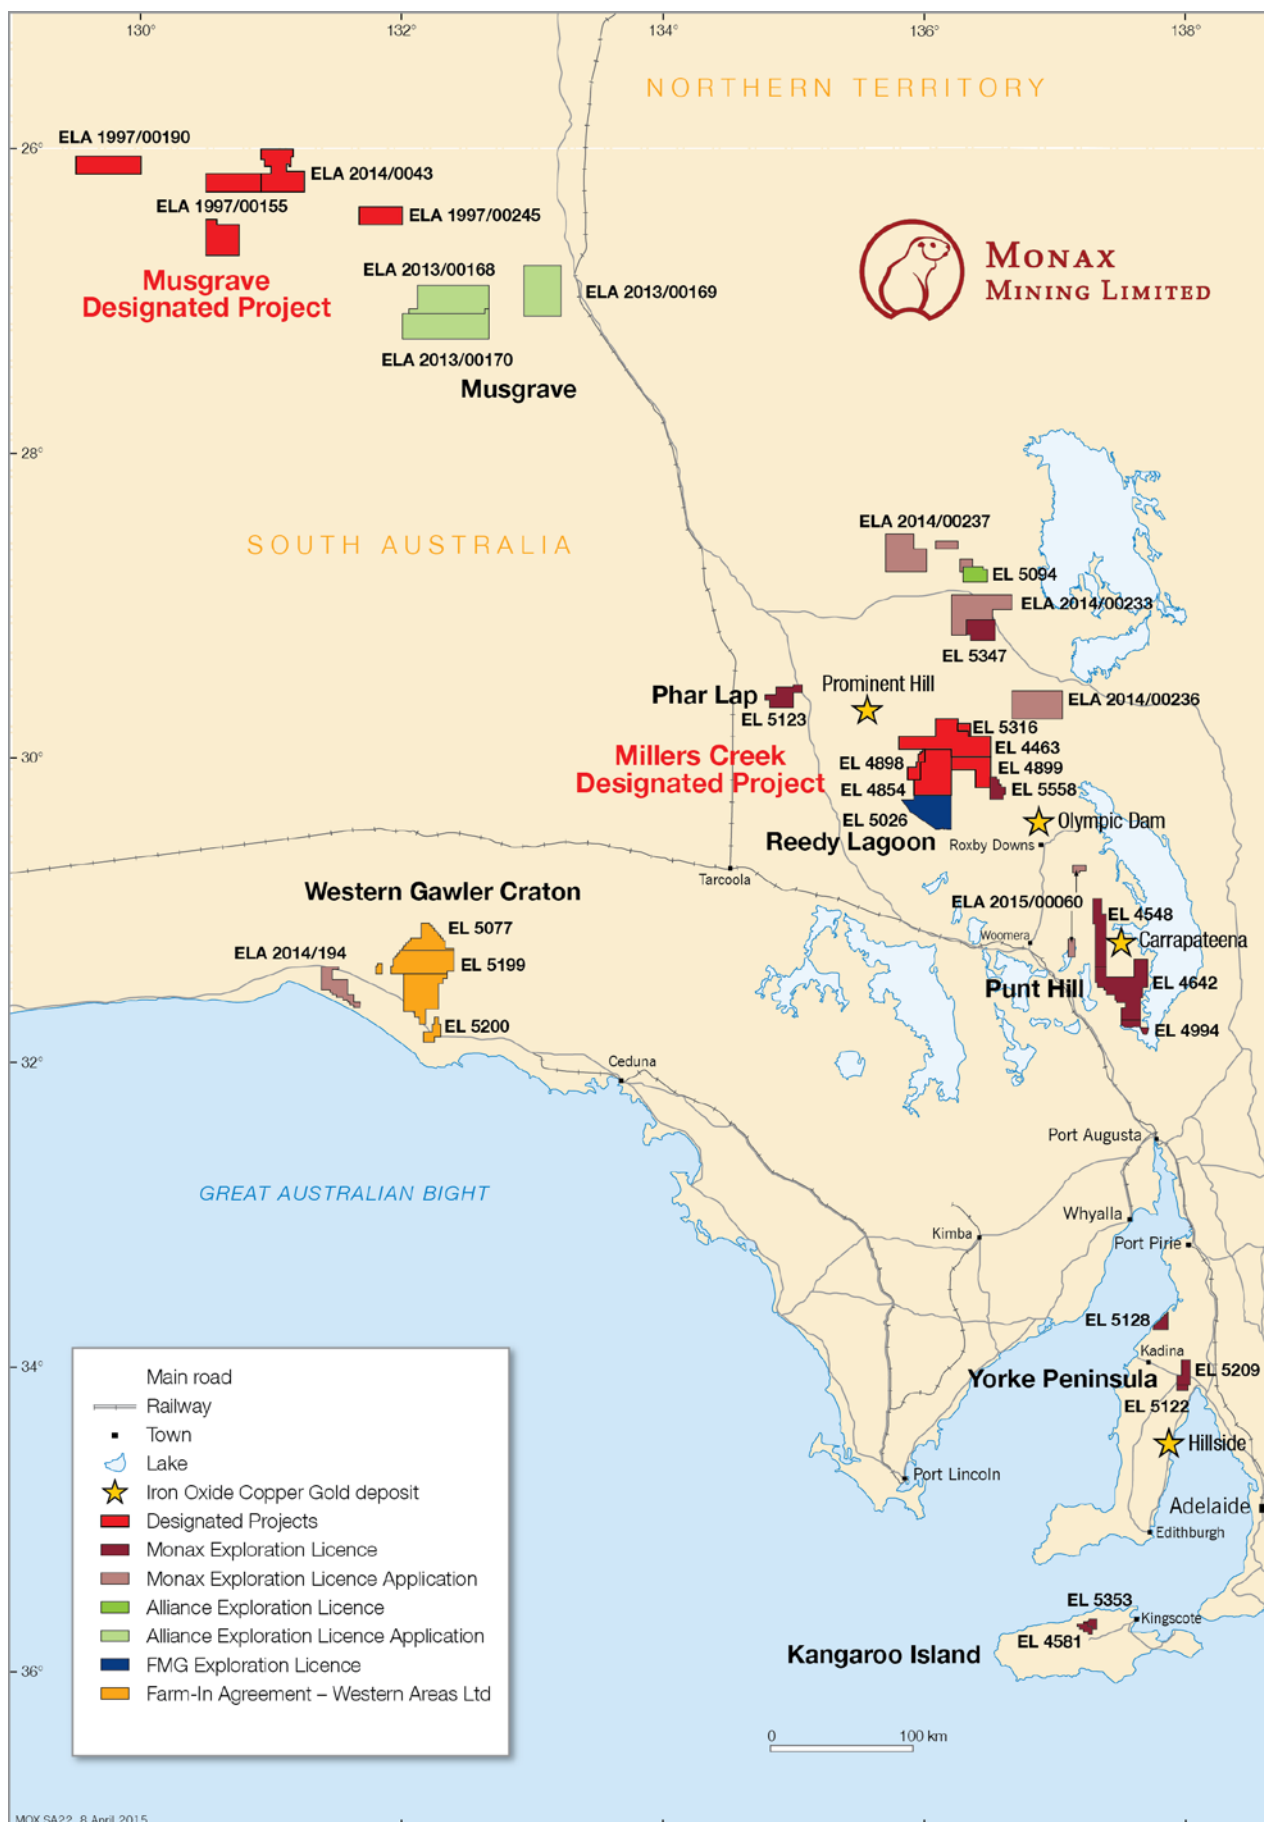 130°
132°
134°
136°
138°
NORTHERN TERRITORY
26°
ELA 1997/00190
ELA 2014/0043
ELA 1997/00155
ELA 1997/00245
Musgrave
Designated Project
ELA 2013/00168
ELA 2013/00169
ELA 2013/00170
Musgrave
MONAX
MINING LIMITED
28°
SOUTH AUSTRALIA
ELA 2014/00237
EL 5094
ELA 2014/00233
EL 5347
Phar Lap
EL 5123
Prominent Hill
ELA 2014/00236
EL 5316
30°
Millers Creek
Designated Project
EL 4898
EL 4463
EL 4899
EL 4854
EL 5558
EL 5026
Reedy Lagoon
Olympic Dam
Roxby Downs
Tarcoola
Western Gawler Craton
EL 5077
ELA 2014/194
EL 5199
EL 5200
ELA 2015/00060
EL 4548
Woomera
Carrapateena
Punt Hill
EL 4642
EL 4994
32°
Ceduna
Port Augusta
GREAT AUSTRALIAN BIGHT
Whyalla
Kimba
Port Pirie
EL 5128
Kadina
34°
Yorke Peninsula
EL 5209
EL 5122
Hillside
Port Lincoln
Adelaide
Edithburgh
EL 5353
Kingscote
EL 4581
Kangaroo Island
36°
Main road
Railway
Town
Lake
Iron Oxide Copper Gold deposit
Designated Projects
Monax Exploration Licence
Monax Exploration Licence Application
Alliance Exploration Licence
Alliance Exploration Licence Application
FMG Exploration Licence
Farm-In Agreement – Western Areas Ltd
0 100 km
MOX SA22 8 April 2015